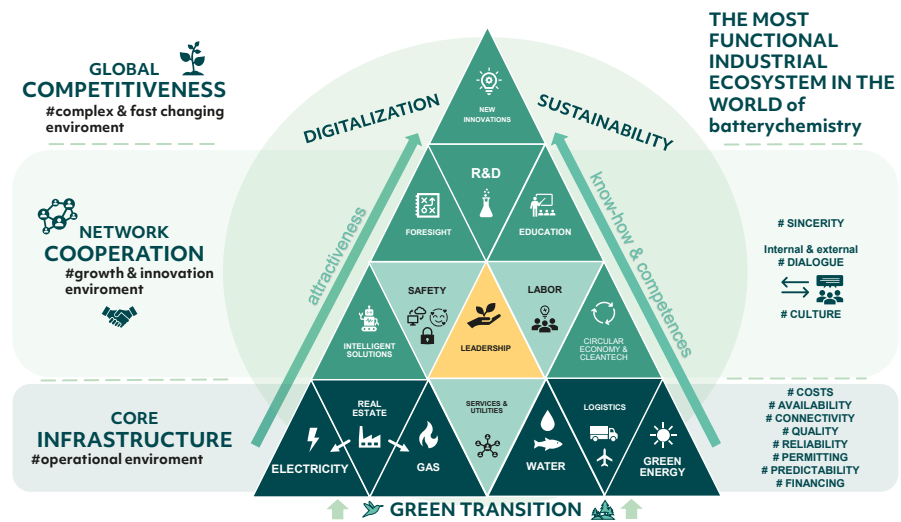 GLOBAL
COMPETITIVENESS
#complex & fast changing
enviroment
DIGITALIZATION
SUSTAINABILITY
THE MOST
FUNCTIONAL
INDUSTRIAL
ECOSYSTEM IN THE
WORLD of
batterychemistry
NEW
INNOVATIONS
NETWORK
COOPERATION
#growth & innovation
enviroment
attractiveness
know-how & competences
R&D
FORESIGHT
EDUCATION
SAFETY
LABOR
INTELLIGENT
SOLUTIONS
LEADERSHIP
CIRCULAR
ECONOMY &
CLEANTECH
# SINCERITY
Internal & external
# DIALOGUE
# CULTURE
CORE
INFRASTRUCTURE
#operational enviroment
REAL
ESTATE
SERVICES &
UTILITIES
LOGISTICS
ELECTRICITY
GAS
WATER
GREEN
ENERGY
# COSTS
# AVAILABILITY
# CONNECTIVITY
# QUALITY
# RELIABILITY
# PERMITTING
# PREDICTABILITY
# FINANCING
GREEN TRANSITION